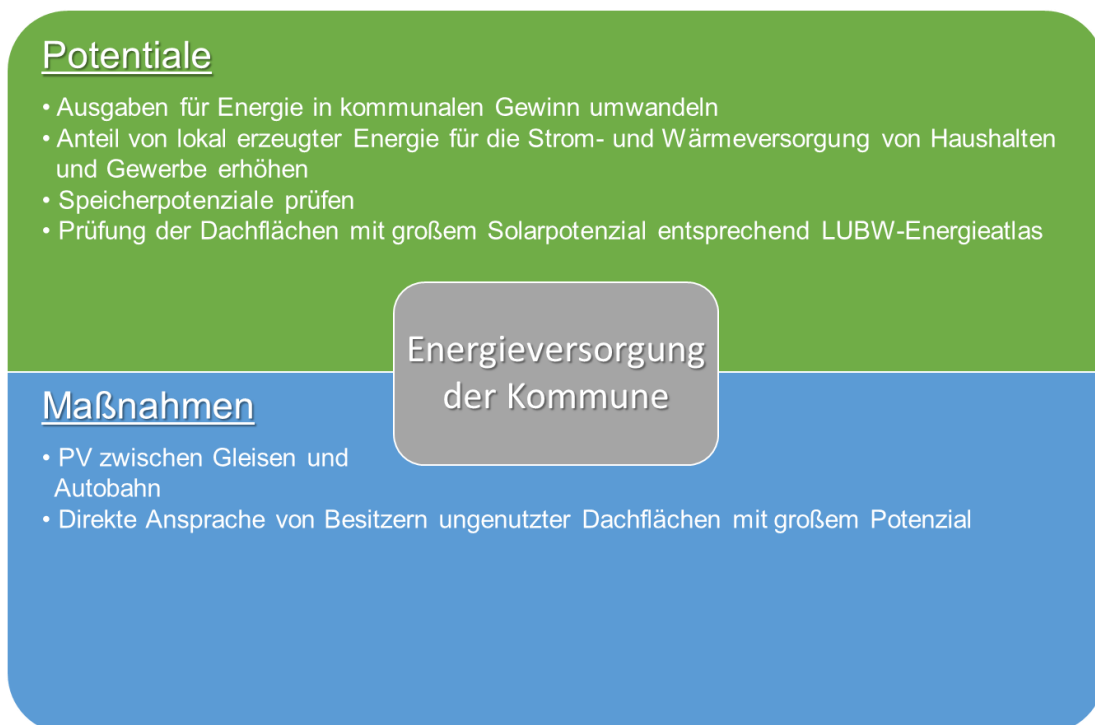 Potentiale
• Ausgaben für Energie in kommunalen Gewinn umwandeln
• Anteil von lokal erzeugter Energie für die Strom- und Wärmeversorgung von Haushalten
und Gewerbe erhöhen
• Speicherpotenziale prüfen
• Prüfung der Dachflächen mit großem Solarpotenzial entsprechend LUBW-Energieatlas
Energieversorgung
der Kommune
Maßnahmen
• PV zwischen Gleisen und
Autobahn
• Direkte Ansprache von Besitzern ungenutzter Dachflächen mit großem Potenzial